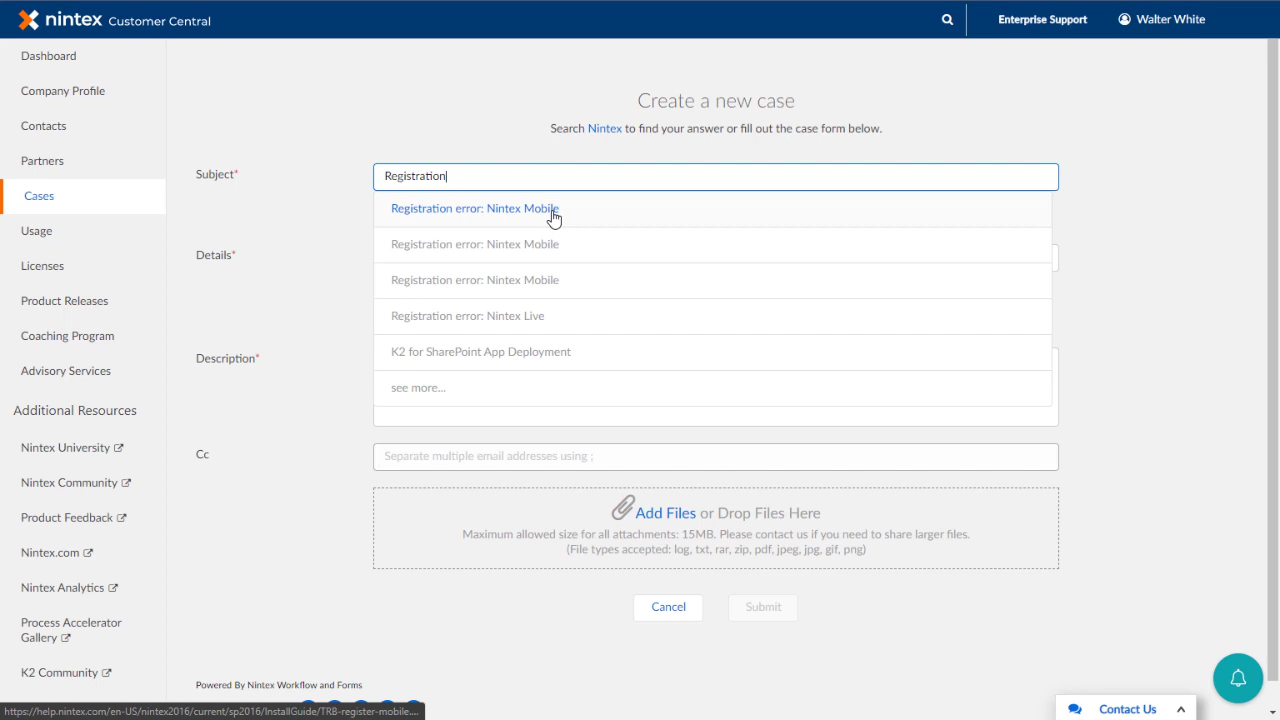 nintex Customer Central
Enterprise Support
Walter White
Dashboard
Company Profile
Contacts
Partners
Cases
Usage
Licenses
Product Releases
Coaching Program
Advisory Services
Additional Resources
Nintex University
Nintex Community
Product Feedback
Nintex.com
Nintex Analytics
Process Accelerator
Gallery
K2 Community
Create a new case
Search Nintex to find your answer or fill out the case form below.
Subject*
Registration
Registration error: Nintex Mobile
Registration error: Nintex Mobile
Registration error: Nintex Mobile
Registration error: Nintex Live
K2 for SharePoint App Deployment
see more...
Details*
Description*
Cc
Separate multiple email addresses using ;
Add Files or Drop Files Here
Maximum allowed size for all attachments: 15MB. Please contact us if you need to share larger files.
(File types accepted: log, txt, rar, zip, pdf, jpeg, jpg, gif, png)
Cancel
Submit
Powered By Nintex Workflow and Forms
Contact Us
https://help.nintex.com/en-US/nintex2016/current/sp2016/InstallGuide/TRB-register-mobile....